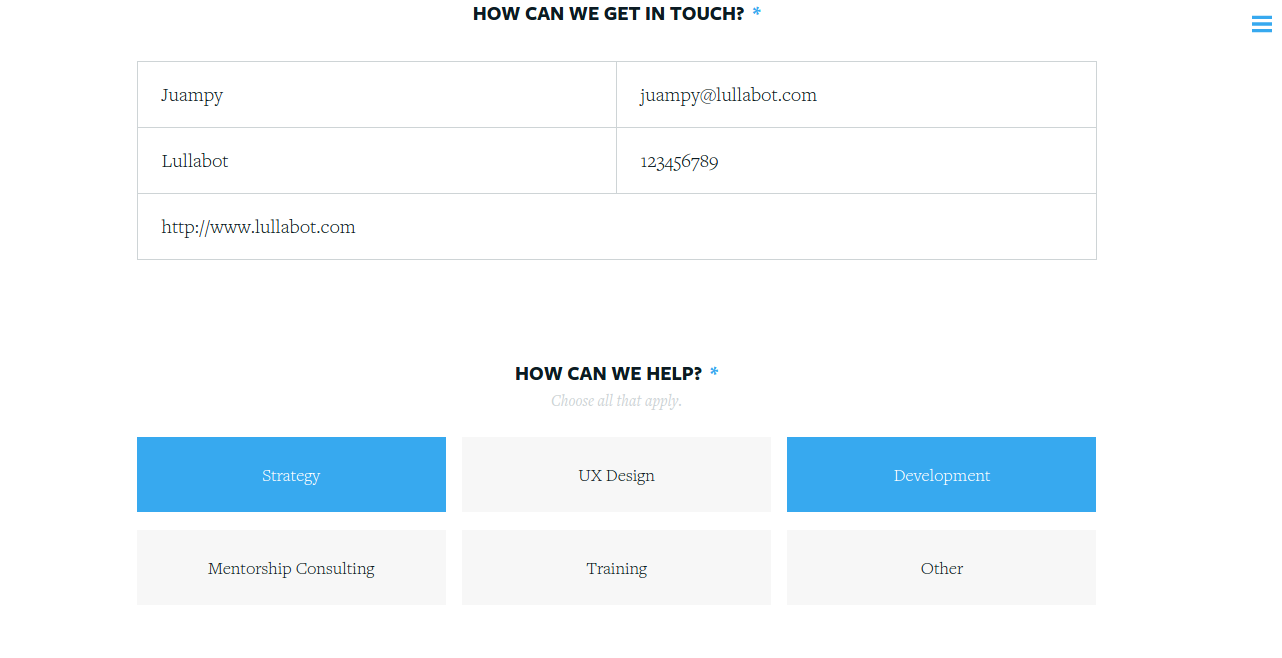 HOW CAN WE GET IN TOUCH? *
Juampy juampy@lullabot.com
Lullabot 123456789
http://www.lullabot.com
HOW CAN WE HELP? *
Choose all that apply.
Strategy UX Design Development
Mentorship Consulting Training Other